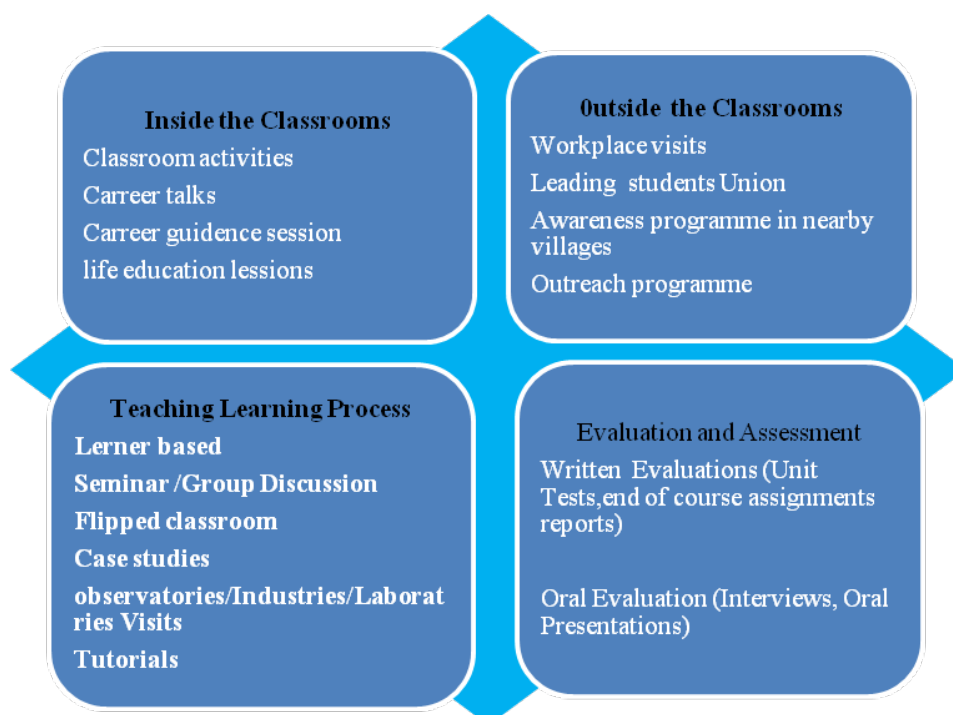 Inside the Classrooms
Classroom activities
Carreer talks
Carreer guidence session
life education lessions
0utside the Classrooms
Workplace visits
Leading students Union
Awareness programme in nearby
villages
Outreach programme
Teaching Learning Process
Lerner based
Seminar /Group Discussion
Flipped classroom
Case studies
observatories/Industries/Laborat
ries Visits
Tutorials
Evaluation and Assessment
Written Evaluations (Unit
Tests,end of course assignments
reports)
Oral Evaluation (Interviews, Oral
Presentations)